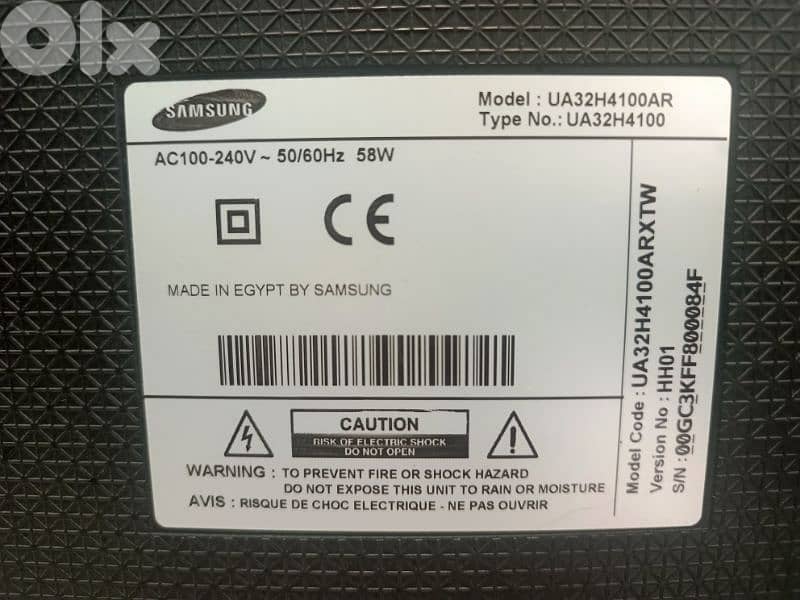 OLX
SAMSUNG
Model : UA32H4100AR
Type No.: UA32H4100
AC100-240V ~ 50/60Hz 58W
CE
MADE IN EGYPT BY SAMSUNG
CAUTION
RISK OF ELECTRIC SHOCK
DO NOT OPEN
WARNING : TO PREVENT FIRE OR SHOCK HAZARD
DO NOT EXPOSE THIS UNIT TO RAIN OR MOISTURE
AVIS : RISQUE DE CHOC ELECTRIQUE - NE PAS OUVRIR
Model Code : UA32H4100ARXTW
Version No : HH01
S/N : 00GC3KFF800084F